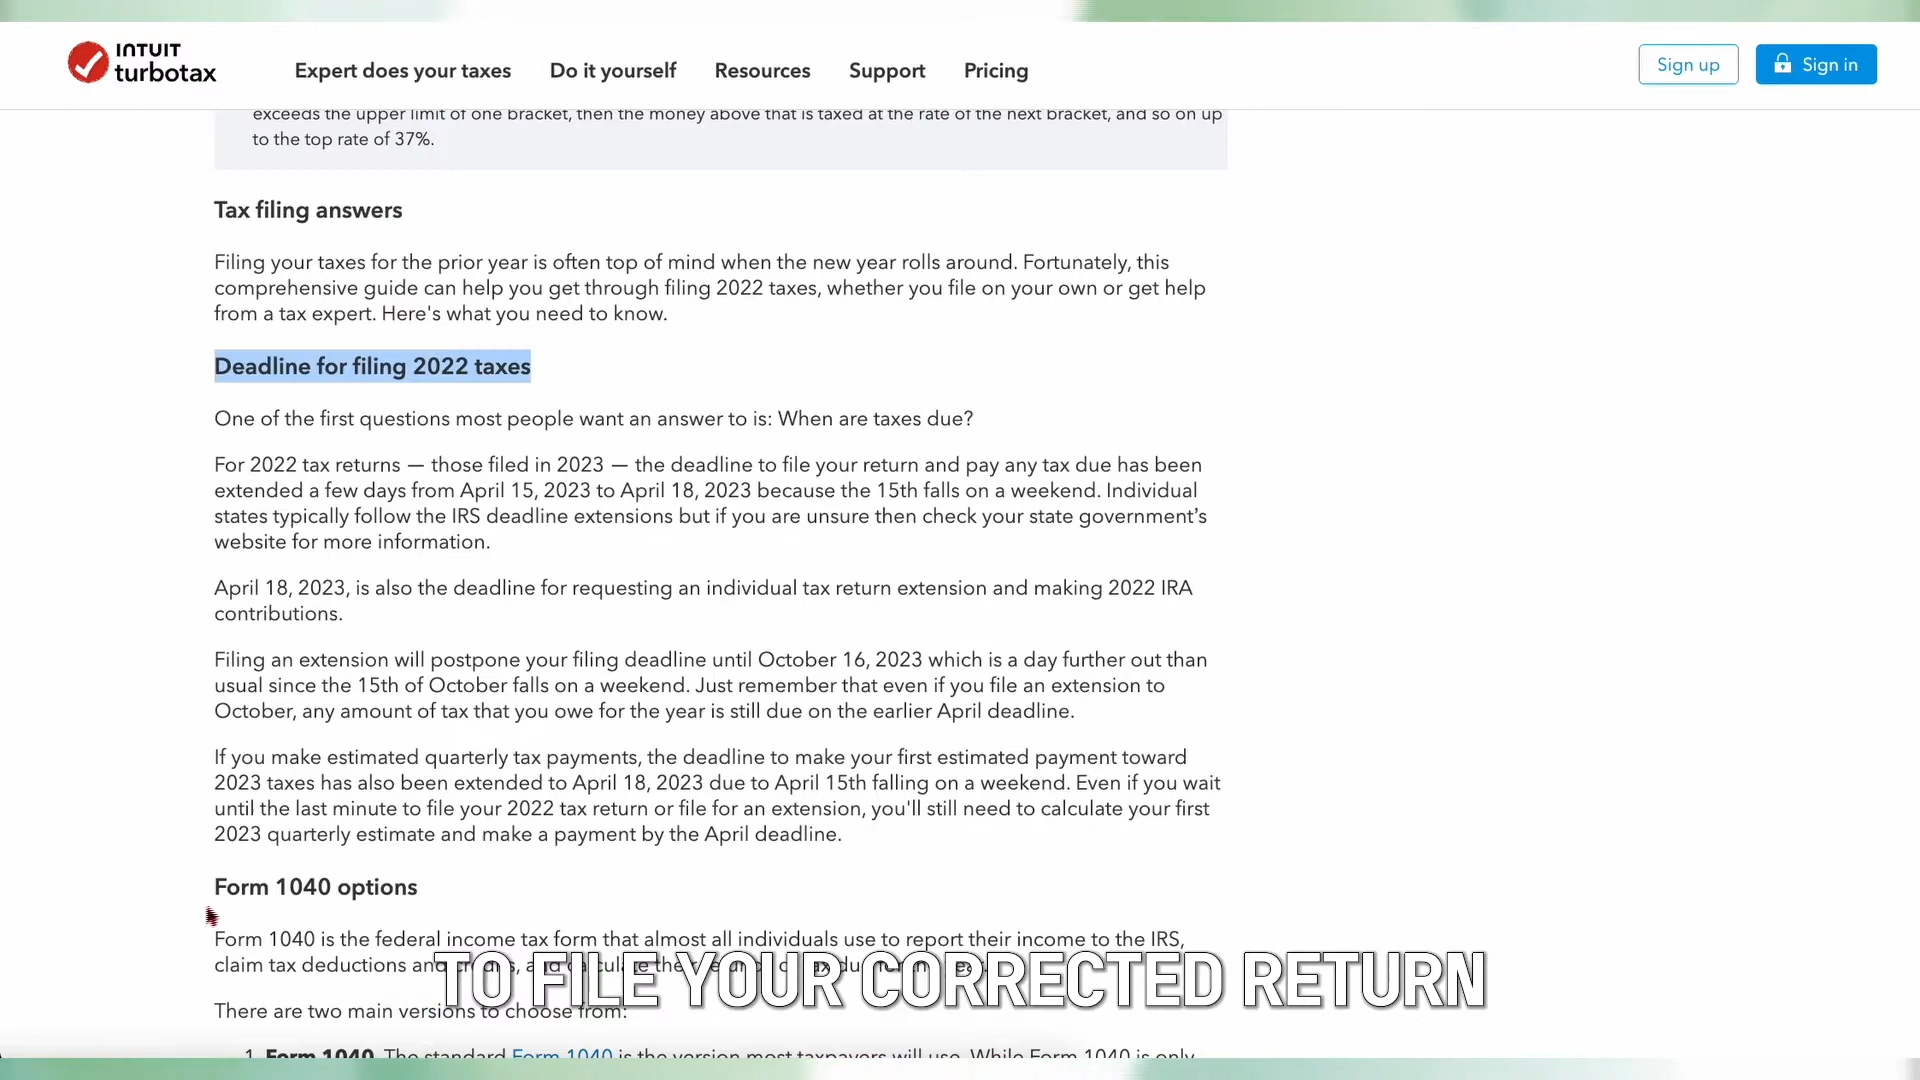 INTUIT
turbotax
Expert does your taxes
Do it yourself
Resources
Support
Pricing
Sign up
Sign in
exceeds the upper limit of one bracket, then the money above that is taxed at the rate of the next bracket, and so on up
to the top rate of 37%.
Tax filing answers
Filing your taxes for the prior year is often top of mind when the new year rolls around. Fortunately, this
comprehensive guide can help you get through filing 2022 taxes, whether you file on your own or get help
from a tax expert. Here's what you need to know.
Deadline for filing 2022 taxes
One of the first questions most people want an answer to is: When are taxes due?
For 2022 tax returns — those filed in 2023 — the deadline to file your return and pay any tax due has been
extended a few days from April 15, 2023 to April 18, 2023 because the 15th falls on a weekend. Individual
states typically follow the IRS deadline extensions but if you are unsure then check your state government’s
website for more information.
April 18, 2023, is also the deadline for requesting an individual tax return extension and making 2022 IRA
contributions.
Filing an extension will postpone your filing deadline until October 16, 2023 which is a day further out than
usual since the 15th of October falls on a weekend. Just remember that even if you file an extension to
October, any amount of tax that you owe for the year is still due on the earlier April deadline.
If you make estimated quarterly tax payments, the deadline to make your first estimated payment toward
2023 taxes has also been extended to April 18, 2023 due to April 15th falling on a weekend. Even if you wait
until the last minute to file your 2022 tax return or file for an extension, you'll still need to calculate your first
2023 quarterly estimate and make a payment by the April deadline.
Form 1040 options
Form 1040 is the federal income tax form that almost all individuals use to report their income to the IRS,
claim tax deductions and
TO FILE YOUR CORRECTED RETURN
There are two main versions to choose from:
1. Form 1040. The standard Form 1040 is the version most taxpayers will use. While Form 1040 is only